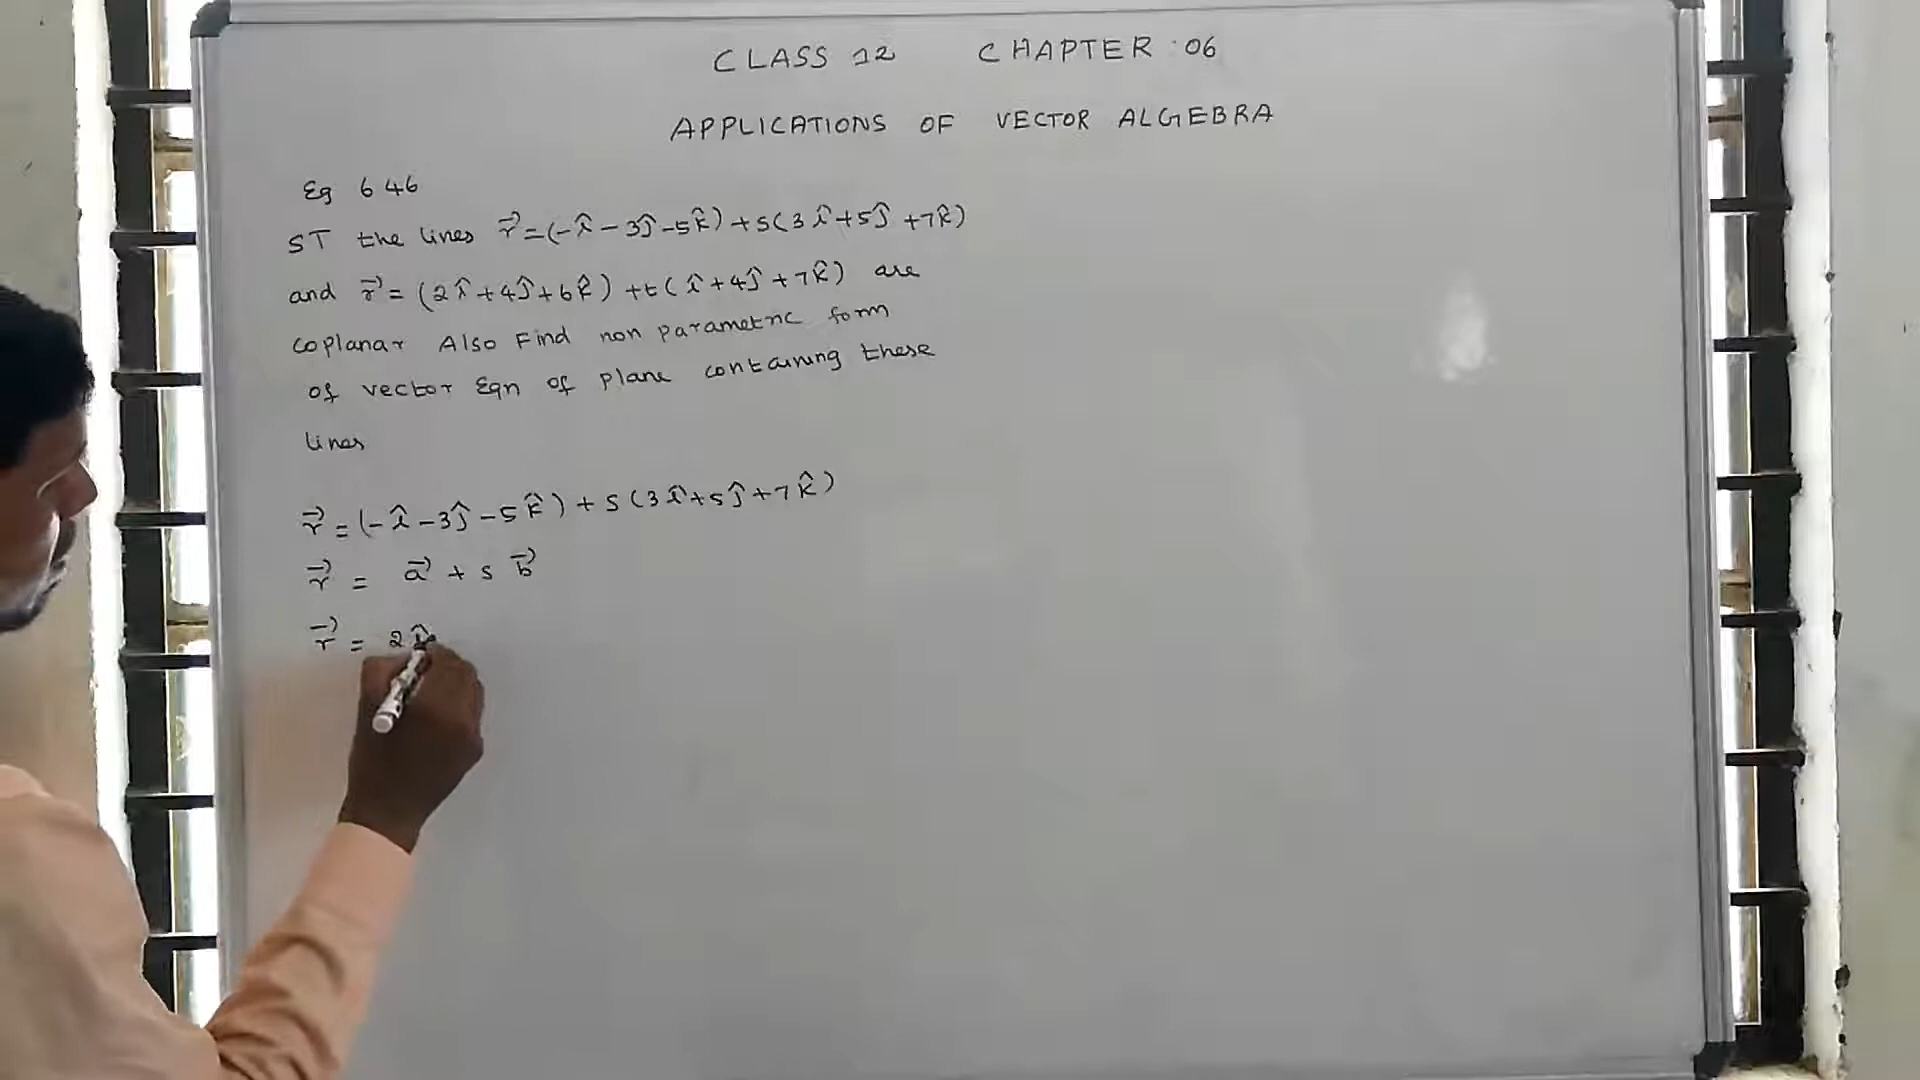 CLASS 12 CHAPTER : 06
APPLICATIONS OF VECTOR ALGEBRA
Eg 6 46
ST the lines r⃗ = (-î - 3ĵ - 5k̂) + s(3î + 5ĵ + 7k̂)
and r⃗ = (2î + 4ĵ + 6k̂) + t(î + 4ĵ + 7k̂) are
coplanar Also Find non parametric form
of vector Eqn of plane containing these
lines
r⃗ = (-î - 3ĵ - 5k̂) + s(3î + 5ĵ + 7k̂)
r⃗ = a⃗ + s b⃗
r⃗ = 2î